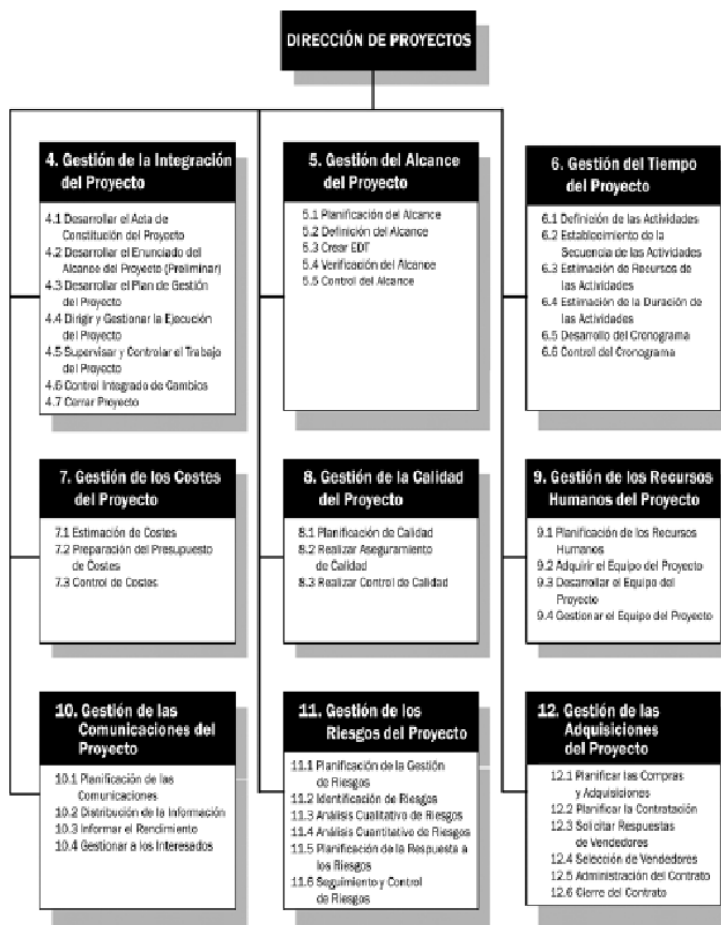 DIRECCIÓN DE PROYECTOS
4. Gestión de la Integración
del Proyecto
4.1 Desarrollar el Acta de
Constitución del Proyecto
4.2 Desarrollar el Enunciado del
Alcance del Proyecto (Preliminar)
4.3 Desarrollar el Plan de Gestión
del Proyecto
4.4 Dirigir y Gestionar la Ejecución
del Proyecto
4.5 Supervisar y Controlar el Trabajo
del Proyecto
4.6 Control Integrado de Cambios
4.7 Cerrar Proyecto
5. Gestión del Alcance
del Proyecto
5.1 Planificación del Alcance
5.2 Definición del Alcance
5.3 Crear EDT
5.4 Verificación del Alcance
5.5 Control del Alcance
6. Gestión del Tiempo
del Proyecto
6.1 Definición de las Actividades
6.2 Establecimiento de la
Secuencia de las Actividades
6.3 Estimación de Recursos de
las Actividades
6.4 Estimación de la Duración de
las Actividades
6.5 Desarrollo del Cronograma
6.6 Control del Cronograma
7. Gestión de los Costes
del Proyecto
7.1 Estimación de Costes
7.2 Preparación del Presupuesto
de Costes
7.3 Control de Costes
8. Gestión de la Calidad
del Proyecto
8.1 Planificación de Calidad
8.2 Realizar Aseguramiento
de Calidad
8.3 Realizar Control de Calidad
9. Gestión de los Recursos
Humanos del Proyecto
9.1 Planificación de los Recursos
Humanos
9.2 Adquirir el Equipo del Proyecto
9.3 Desarrollar el Equipo del
Proyecto
9.4 Gestionar el Equipo del Proyecto
10. Gestión de las
Comunicaciones del
Proyecto
10.1 Planificación de las
Comunicaciones
10.2 Distribución de la Información
10.3 Informar el Rendimiento
10.4 Gestionar a los Interesados
11. Gestión de los
Riesgos del Proyecto
11.1 Planificación de la Gestión
de Riesgos
11.2 Identificación de Riesgos
11.3 Análisis Cualitativo de Riesgos
11.4 Análisis Cuantitativo de Riesgos
11.5 Planificación de la Respuesta a
los Riesgos
11.6 Seguimiento y Control
de Riesgos
12. Gestión de las
Adquisiciones
del Proyecto
12.1 Planificar las Compras
y Adquisiciones
12.2 Planificar la Contratación
12.3 Solicitar Respuestas
de Vendedores
12.4 Selección de Vendedores
12.5 Administración del Contrato
12.6 Cierre del Contrato